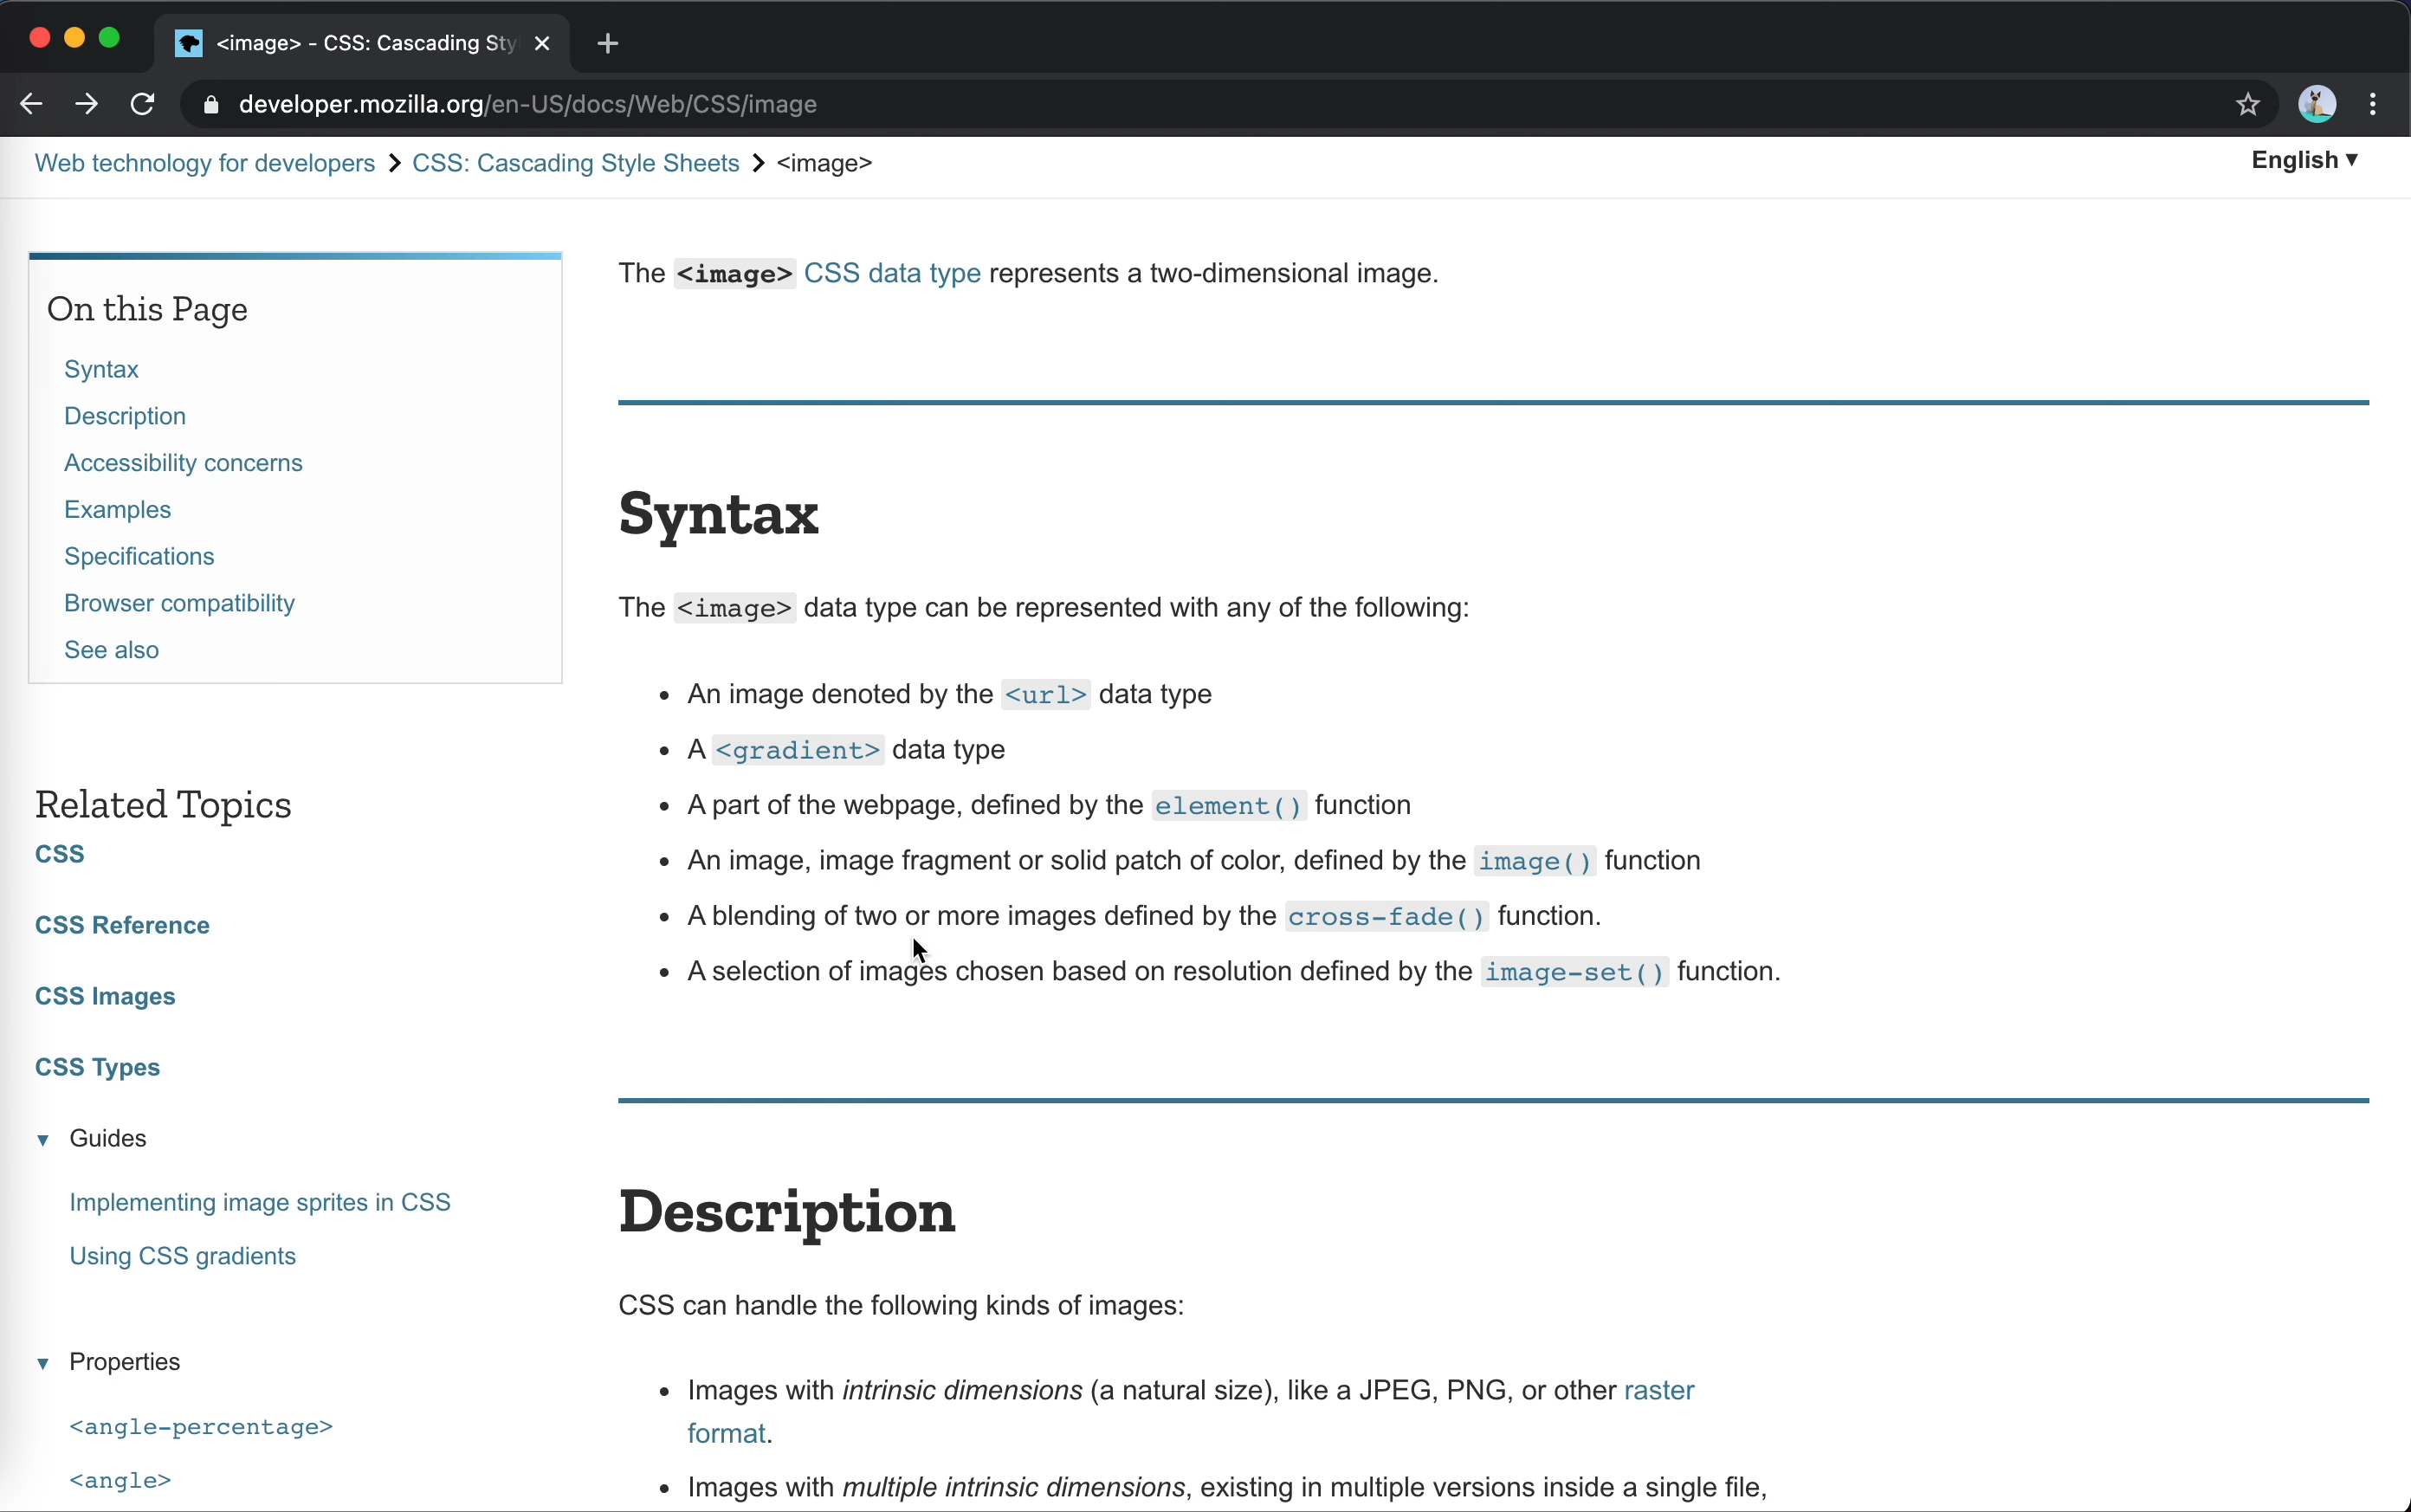 <image> - CSS: Cascading Sty
developer.mozilla.org/en-US/docs/Web/CSS/image
Web technology for developers > CSS: Cascading Style Sheets > <image>
English ▼
On this Page
Syntax
Description
Accessibility concerns
Examples
Specifications
Browser compatibility
See also
Related Topics
CSS
CSS Reference
CSS Images
CSS Types
▼ Guides
Implementing image sprites in CSS
Using CSS gradients
▼ Properties
<angle-percentage>
<angle>
The <image> CSS data type represents a two-dimensional image.
Syntax
The <image> data type can be represented with any of the following:
• An image denoted by the <url> data type
• A <gradient> data type
• A part of the webpage, defined by the element() function
• An image, image fragment or solid patch of color, defined by the image() function
• A blending of two or more images defined by the cross-fade() function.
• A selection of images chosen based on resolution defined by the image-set() function.
Description
CSS can handle the following kinds of images:
• Images with intrinsic dimensions (a natural size), like a JPEG, PNG, or other raster
format.
• Images with multiple intrinsic dimensions, existing in multiple versions inside a single file,